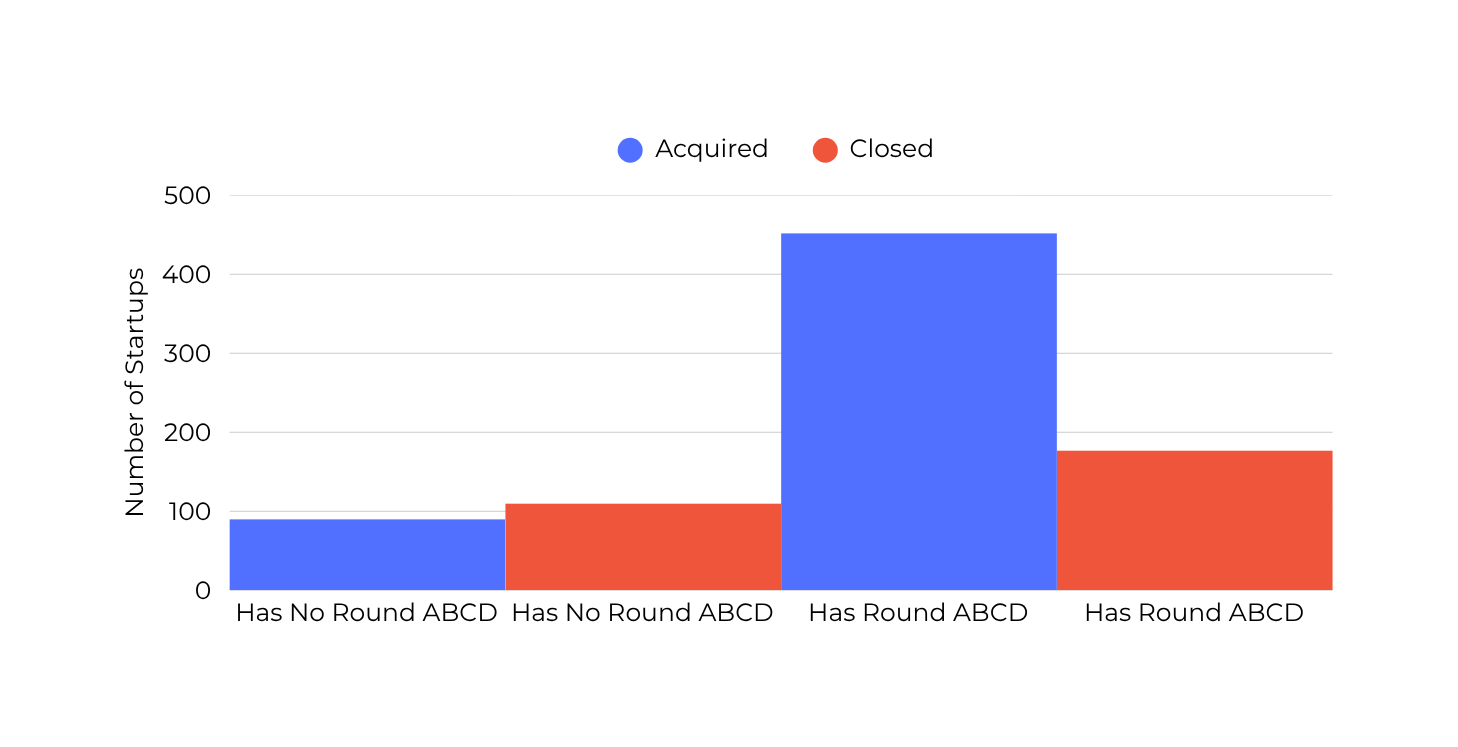 Acquired Closed
500
400
300
200
100
0
Number of Startups
Has No Round ABCD Has No Round ABCD Has Round ABCD Has Round ABCD